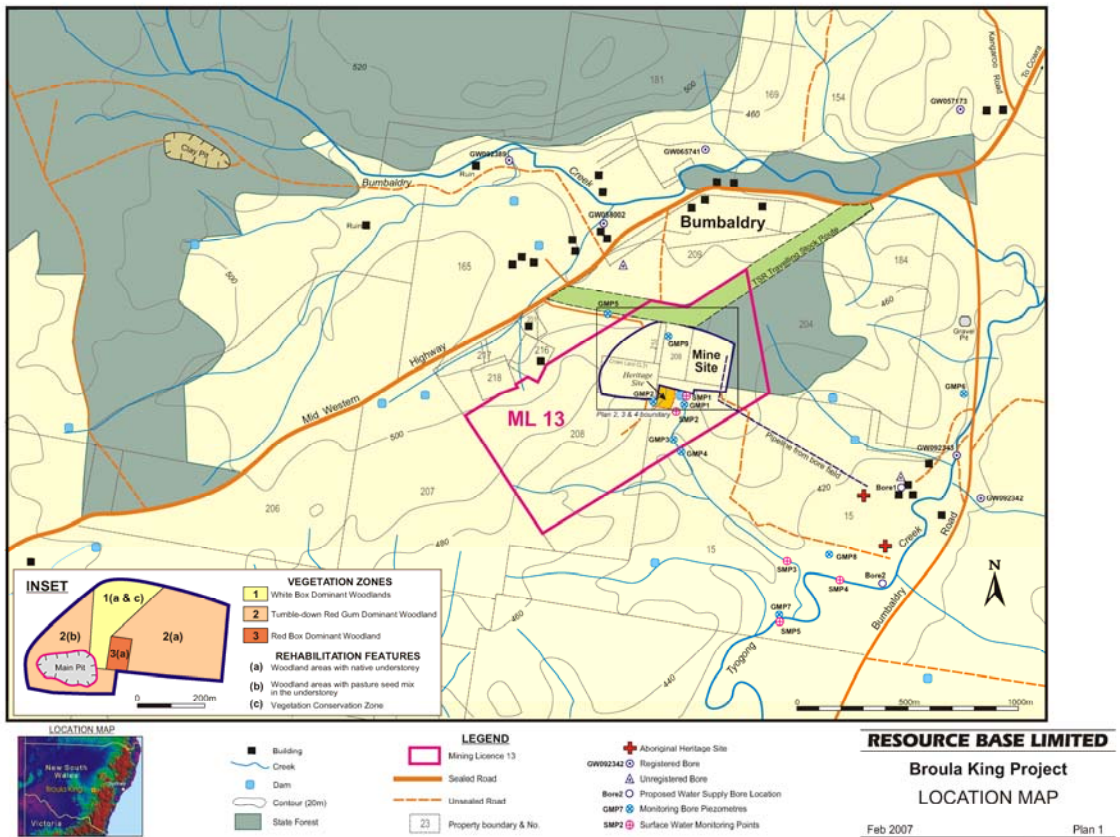 520
181
500
169
154
460
Kangaroo Road
To Cowra
GW057173
Clay Pit
GW092389
Ruin
Bumbaldry
Creek
GW065741
Ruin
GW058002
Bumbaldry
500
165
209
TSR Travelling Stock Route
184
460
204
Gravel Pit
GMP5
GMP9
208
Mine Site
216
217
218
Heritage Site
GMP2
SMP1
GMP1
SMP2
Plan 2, 3 & 4 boundary
Highway
Mid Western
ML 13
500
208
GMP3
GMP4
GMP6
Pipeline from bore field
GW092343
207
206
420
Bore1
GW092342
15
Creek
Road
480
15
GMP8
SMP3
SMP4
Bore2
GMP7
SMP5
Tyogong
Bumbaldry
460
440
N
0
500m
1000m
INSET
1(a & c)
2(b)
2(a)
3(a)
Main Pit
0
200m
VEGETATION ZONES
1 White Box Dominant Woodlands
2 Tumble-down Red Gum Dominant Woodland
3 Red Box Dominant Woodland
REHABILITATION FEATURES
(a) Woodland areas with native understorey
(b) Woodland areas with pasture seed mix
in the understorey
(c) Vegetation Conservation Zone
LOCATION MAP
New South
Wales
Broula King
Victoria
Building
Creek
Dam
Contour (20m)
State Forest
LEGEND
Mining Licence 13
Sealed Road
Unsealed Road
23 Property boundary & No.
Aboriginal Heritage Site
GW092342 Registered Bore
Unregistered Bore
Bore2 Proposed Water Supply Bore Location
GMP7 Monitoring Bore Piezometres
SMP2 Surface Water Monitoring Points
RESOURCE BASE LIMITED
Broula King Project
LOCATION MAP
Feb 2007
Plan 1